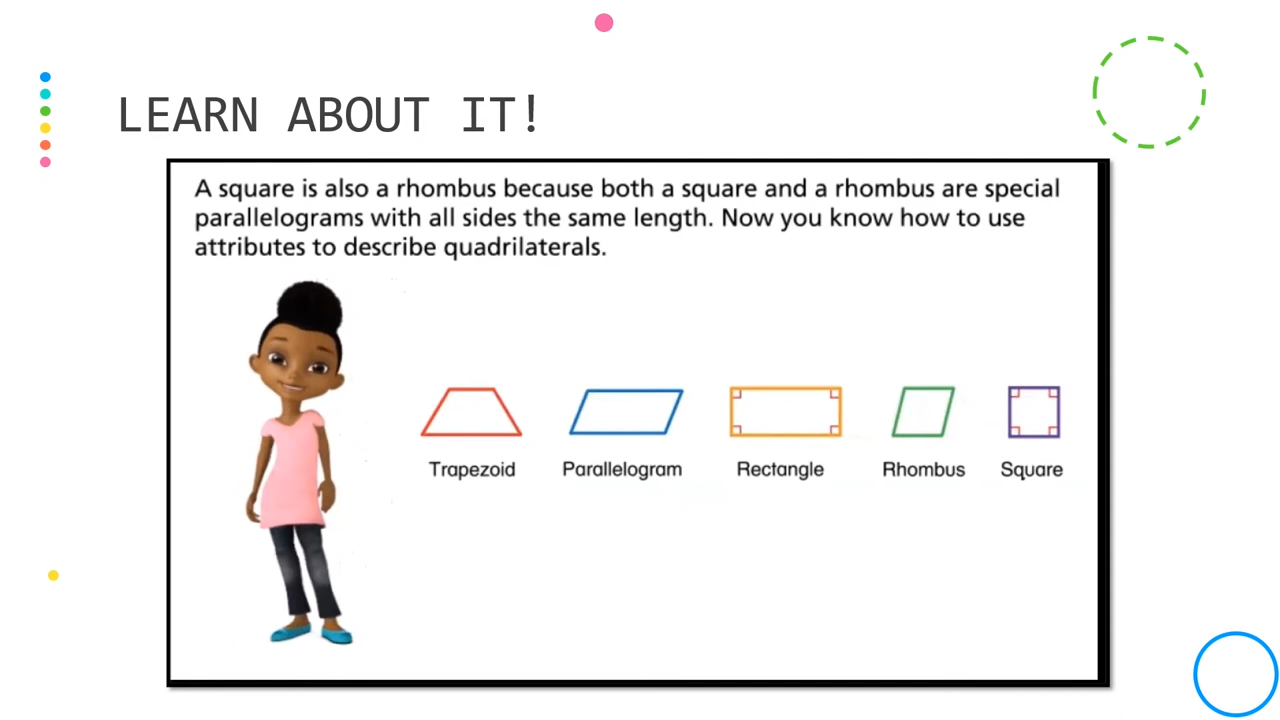 LEARN ABOUT IT!
A square is also a rhombus because both a square and a rhombus are special
parallelograms with all sides the same length. Now you know how to use
attributes to describe quadrilaterals.
Trapezoid Parallelogram Rectangle Rhombus Square